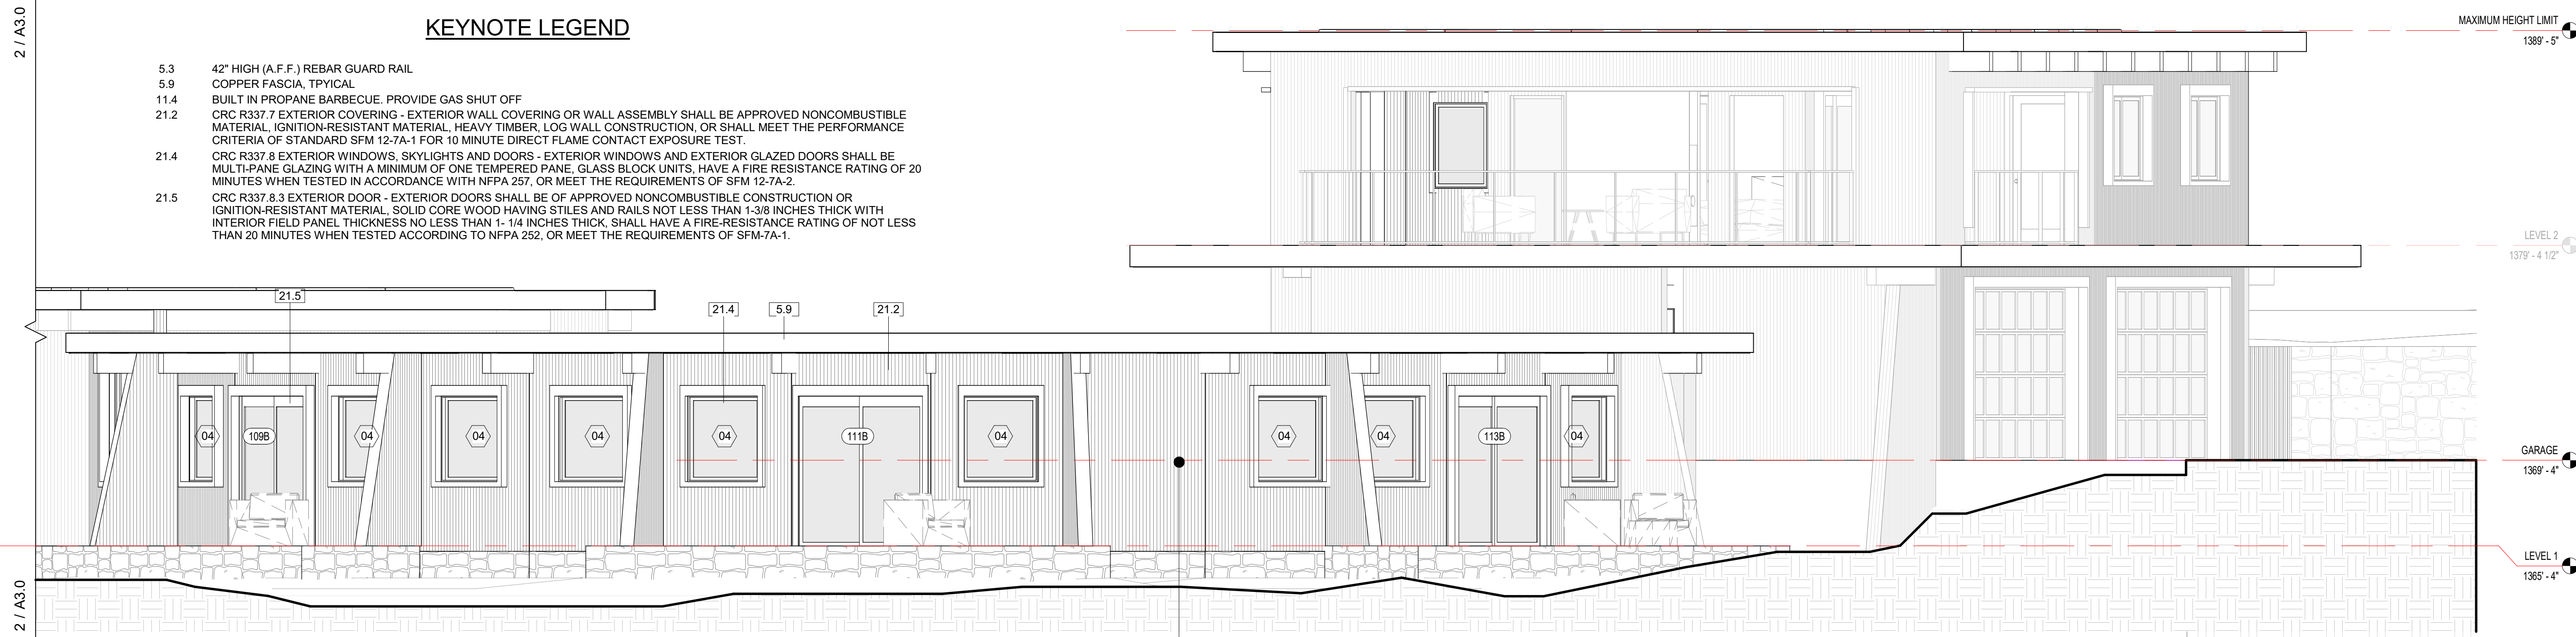 2 / A3.0
KEYNOTE LEGEND
5.3 42" HIGH (A.F.F.) REBAR GUARD RAIL
5.9 COPPER FASCIA, TPYICAL
11.4 BUILT IN PROPANE BARBECUE. PROVIDE GAS SHUT OFF
21.2 CRC R337.7 EXTERIOR COVERING - EXTERIOR WALL COVERING OR WALL ASSEMBLY SHALL BE APPROVED NONCOMBUSTIBLE
MATERIAL, IGNITION-RESISTANT MATERIAL, HEAVY TIMBER, LOG WALL CONSTRUCTION, OR SHALL MEET THE PERFORMANCE
CRITERIA OF STANDARD SFM 12-7A-1 FOR 10 MINUTE DIRECT FLAME CONTACT EXPOSURE TEST.
21.4 CRC R337.8 EXTERIOR WINDOWS, SKYLIGHTS AND DOORS - EXTERIOR WINDOWS AND EXTERIOR GLAZED DOORS SHALL BE
MULTI-PANE GLAZING WITH A MINIMUM OF ONE TEMPERED PANE, GLASS BLOCK UNITS, HAVE A FIRE RESISTANCE RATING OF 20
MINUTES WHEN TESTED IN ACCORDANCE WITH NFPA 257, OR MEET THE REQUIREMENTS OF SFM 12-7A-2.
21.5 CRC R337.8.3 EXTERIOR DOOR - EXTERIOR DOORS SHALL BE OF APPROVED NONCOMBUSTIBLE CONSTRUCTION OR
IGNITION-RESISTANT MATERIAL, SOLID CORE WOOD HAVING STILES AND RAILS NOT LESS THAN 1-3/8 INCHES THICK WITH
INTERIOR FIELD PANEL THICKNESS NO LESS THAN 1- 1/4 INCHES THICK, SHALL HAVE A FIRE-RESISTANCE RATING OF NOT LESS
THAN 20 MINUTES WHEN TESTED ACCORDING TO NFPA 252, OR MEET THE REQUIREMENTS OF SFM-7A-1.
MAXIMUM HEIGHT LIMIT
1389' - 5"
LEVEL 2
1379' - 4 1/2"
21.5
21.4
5.9
21.2
04
109B
04
04
04
04
111B
04
04
04
113B
04
GARAGE
1369' - 4"
LEVEL 1
1365' - 4"
2 / A3.0